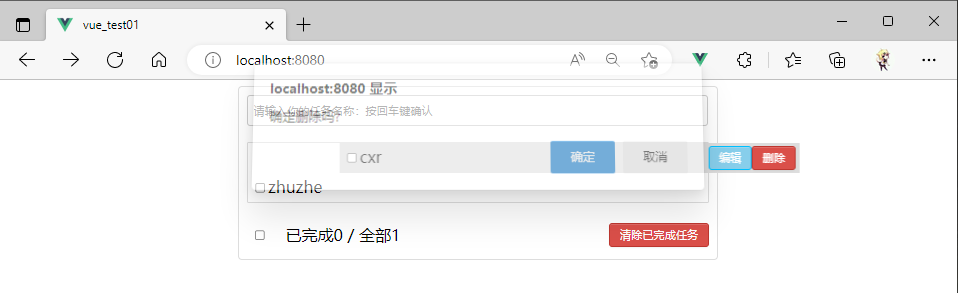 vue_test01
localhost:8080
localhost:8080 显示
请输入你的任务名称：按回车键确认
确定删除吗?
cxr
确定
取消
编辑
删除
zhuzhe
已完成0 / 全部1
清除已完成任务